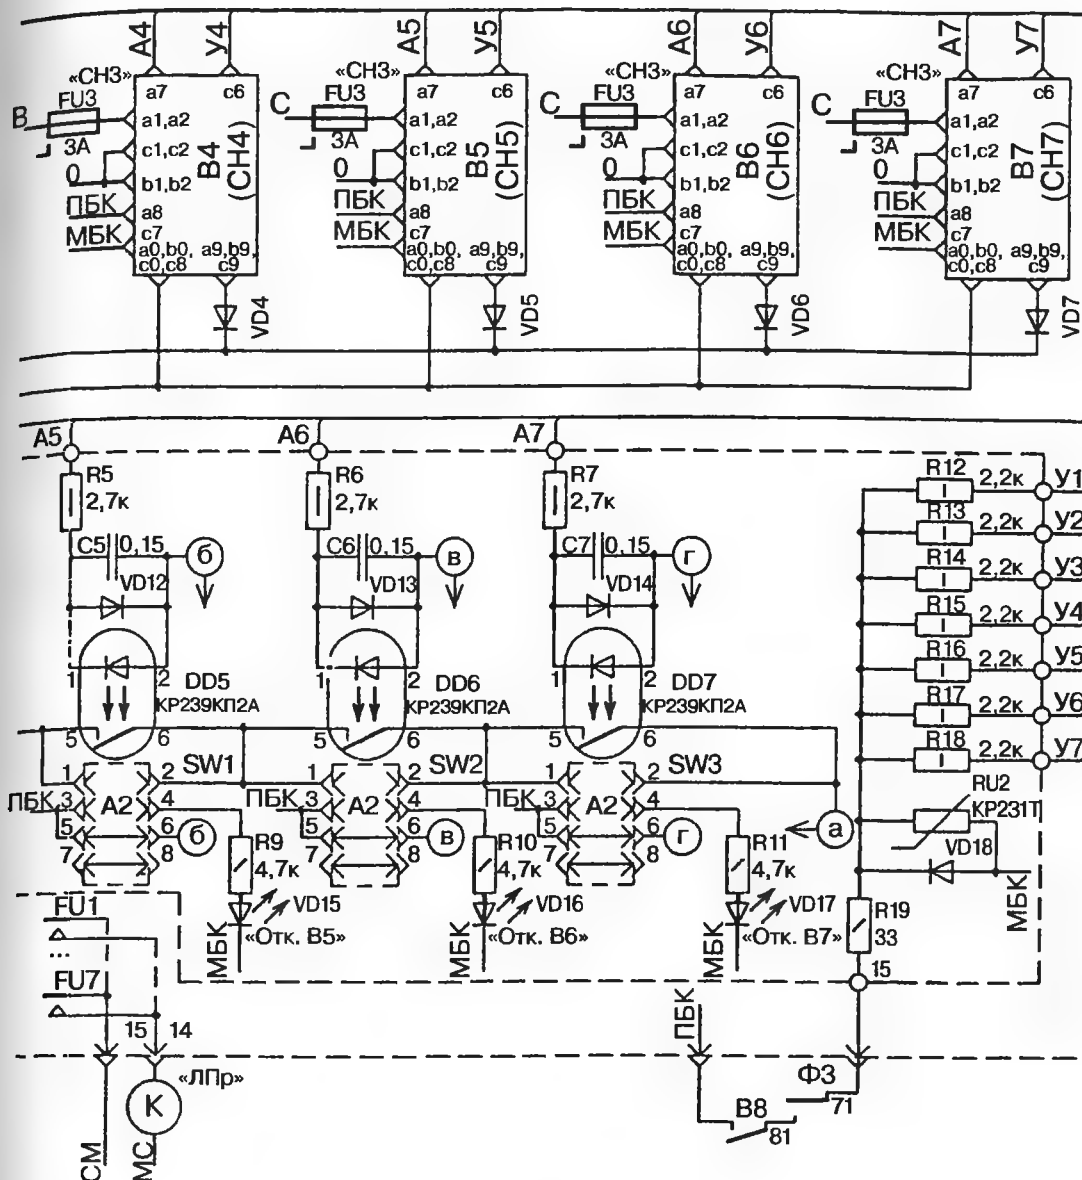 А4 У4 А5 У5 А6 У6 А7 У7
«СН3» «СН3» «СН3» «СН3»
FU3 FU3 FU3 FU3
В С С С
3А 3А 3А 3А
0 0 0 0
ПБК ПБК ПБК ПБК
МБК МБК МБК МБК
a7 c6
a1,a2
c1,c2
b1,b2
a8
c7
a0,b0, a9,b9,
c0,c8 c9
В4
(СН4)
a7 c6
a1,a2
c1,c2
b1,b2
a8
c7
a0,b0, a9,b9,
c0,c8 c9
В5
(СН5)
a7 c6
a1,a2
c1,c2
b1,b2
a8
c7
a0,b0, a9,b9,
c0,c8 c9
В6
(СН6)
a7 c6
a1,a2
c1,c2
b1,b2
a8
c7
a0,b0, a9,b9,
c0,c8 c9
В7
(СН7)
VD4 VD5 VD6 VD7
А5 А6 А7
R5 R6 R7
2,7к 2,7к 2,7к
C5 0,15 б C6 0,15 в C7 0,15 г
VD12 VD13 VD14
1 2 1 2 1 2
DD5 DD6 DD7
КР239КП2А КР239КП2А КР239КП2А
5 6 5 6 5 6
1 2 SW1 1 2 SW2 1 2 SW3
ПБК 3 А2 4 ПБК 3 А2 4 ПБК 3 А2 4
5 6 б 5 6 в 5 6 г а
7 8 7 8 7 8
R9 R10 R11
4,7к 4,7к 4,7к
VD15 VD16 VD17
МБК «Отк. В5» МБК «Отк. В6» МБК «Отк. В7»
R12 2,2к У1
R13 2,2к У2
R14 2,2к У3
R15 2,2к У4
R16 2,2к У5
R17 2,2к У6
R18 2,2к У7
RU2
КР231Т
VD18
МБК
R19
33
15
FU1
...
FU7
15 14
«ЛПр»
К
СМ МС
ПБК
Ф3
71
В8
81